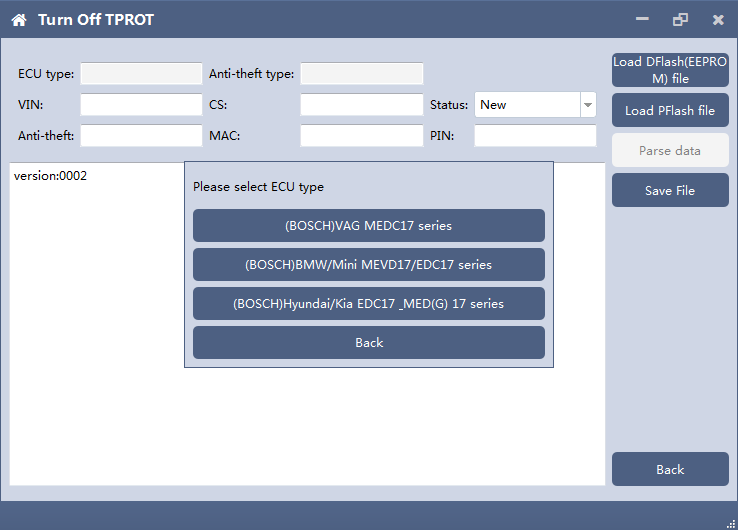 Turn Off TPROT
ECU type:
Anti-theft type:
VIN:
CS:
Status:
New
Anti-theft:
MAC:
PIN:
Load DFlash(EEPRO
M) file
Load PFlash file
Parse data
Save File
version:0002
Please select ECU type
(BOSCH)VAG MEDC17 series
(BOSCH)BMW/Mini MEVD17/EDC17 series
(BOSCH)Hyundai/Kia EDC17 _MED(G) 17 series
Back
Back